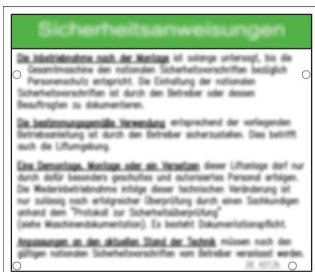 Sicherheitsanweisungen
Die Inbetriebnahme nach der Montage ist solange untersagt, bis die
Gesamtmaschine den nationalen Sicherheitsvorschriften bezüglich
Personenschutz entspricht. Die Einhaltung der nationalen
Sicherheitsvorschriften ist durch den Betreiber oder dessen
Beauftragten zu dokumentieren.
Die bestimmungsgemäße Verwendung entsprechend der vorliegenden
Betriebsanleitung ist durch den Betreiber sicherzustellen. Dies betrifft
auch die Liftumgebung.
Eine Demontage, Montage oder ein Versetzen dieser Liftanlage darf nur
durch dafür besonders geschultes und autorisiertes Personal erfolgen.
Die Wiederinbetriebnahme infolge dieser technischen Veränderung ist
nur zulässig nach erfolgreicher Überprüfung durch einen Sachkundigen
anhand dem "Protokoll zur Sicherheitsüberprüfung"
(siehe Maschinendokumentation). Es besteht Dokumentationspflicht.
Anpassungen an den aktuellen Stand der Technik müssen nach den
gültigen nationalen Sicherheitsvorschriften vom Betreiber veranlasst werden.